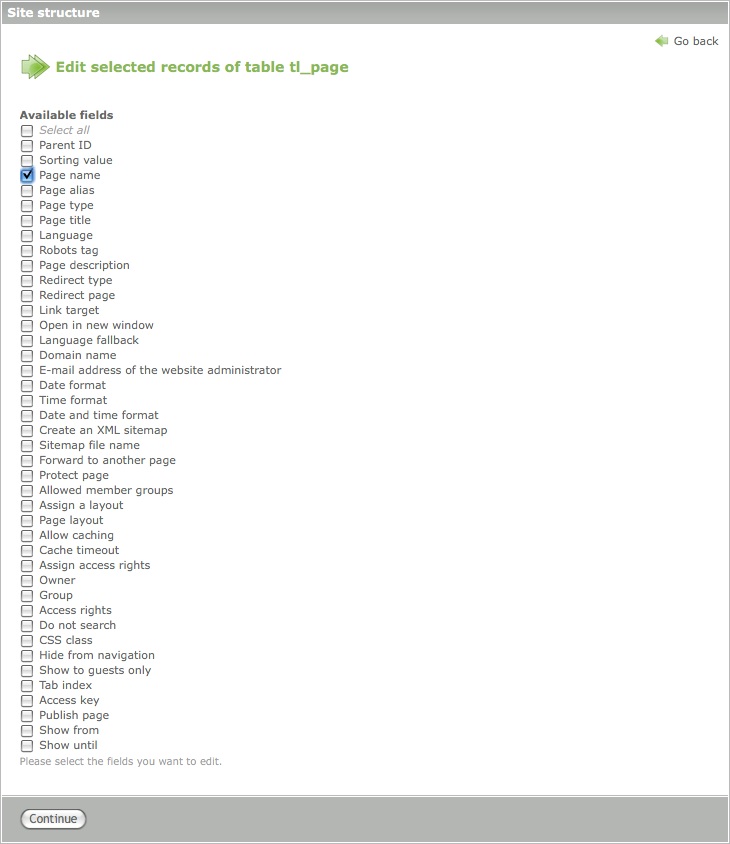 Site structure
Go back
Edit selected records of table tl_page
Available fields
Select all
Parent ID
Sorting value
Page name
Page alias
Page type
Page title
Language
Robots tag
Page description
Redirect type
Redirect page
Link target
Open in new window
Language fallback
Domain name
E-mail address of the website administrator
Date format
Time format
Date and time format
Create an XML sitemap
Sitemap file name
Forward to another page
Protect page
Allowed member groups
Assign a layout
Page layout
Allow caching
Cache timeout
Assign access rights
Owner
Group
Access rights
Do not search
CSS class
Hide from navigation
Show to guests only
Tab index
Access key
Publish page
Show from
Show until
Please select the fields you want to edit.
Continue